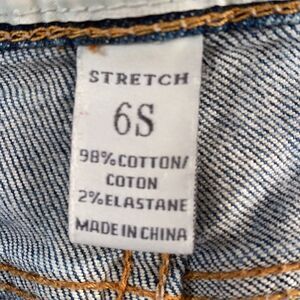 STRETCH
6S
98%COTTON/
COTON
2%ELASTANE
MADE IN CHINA